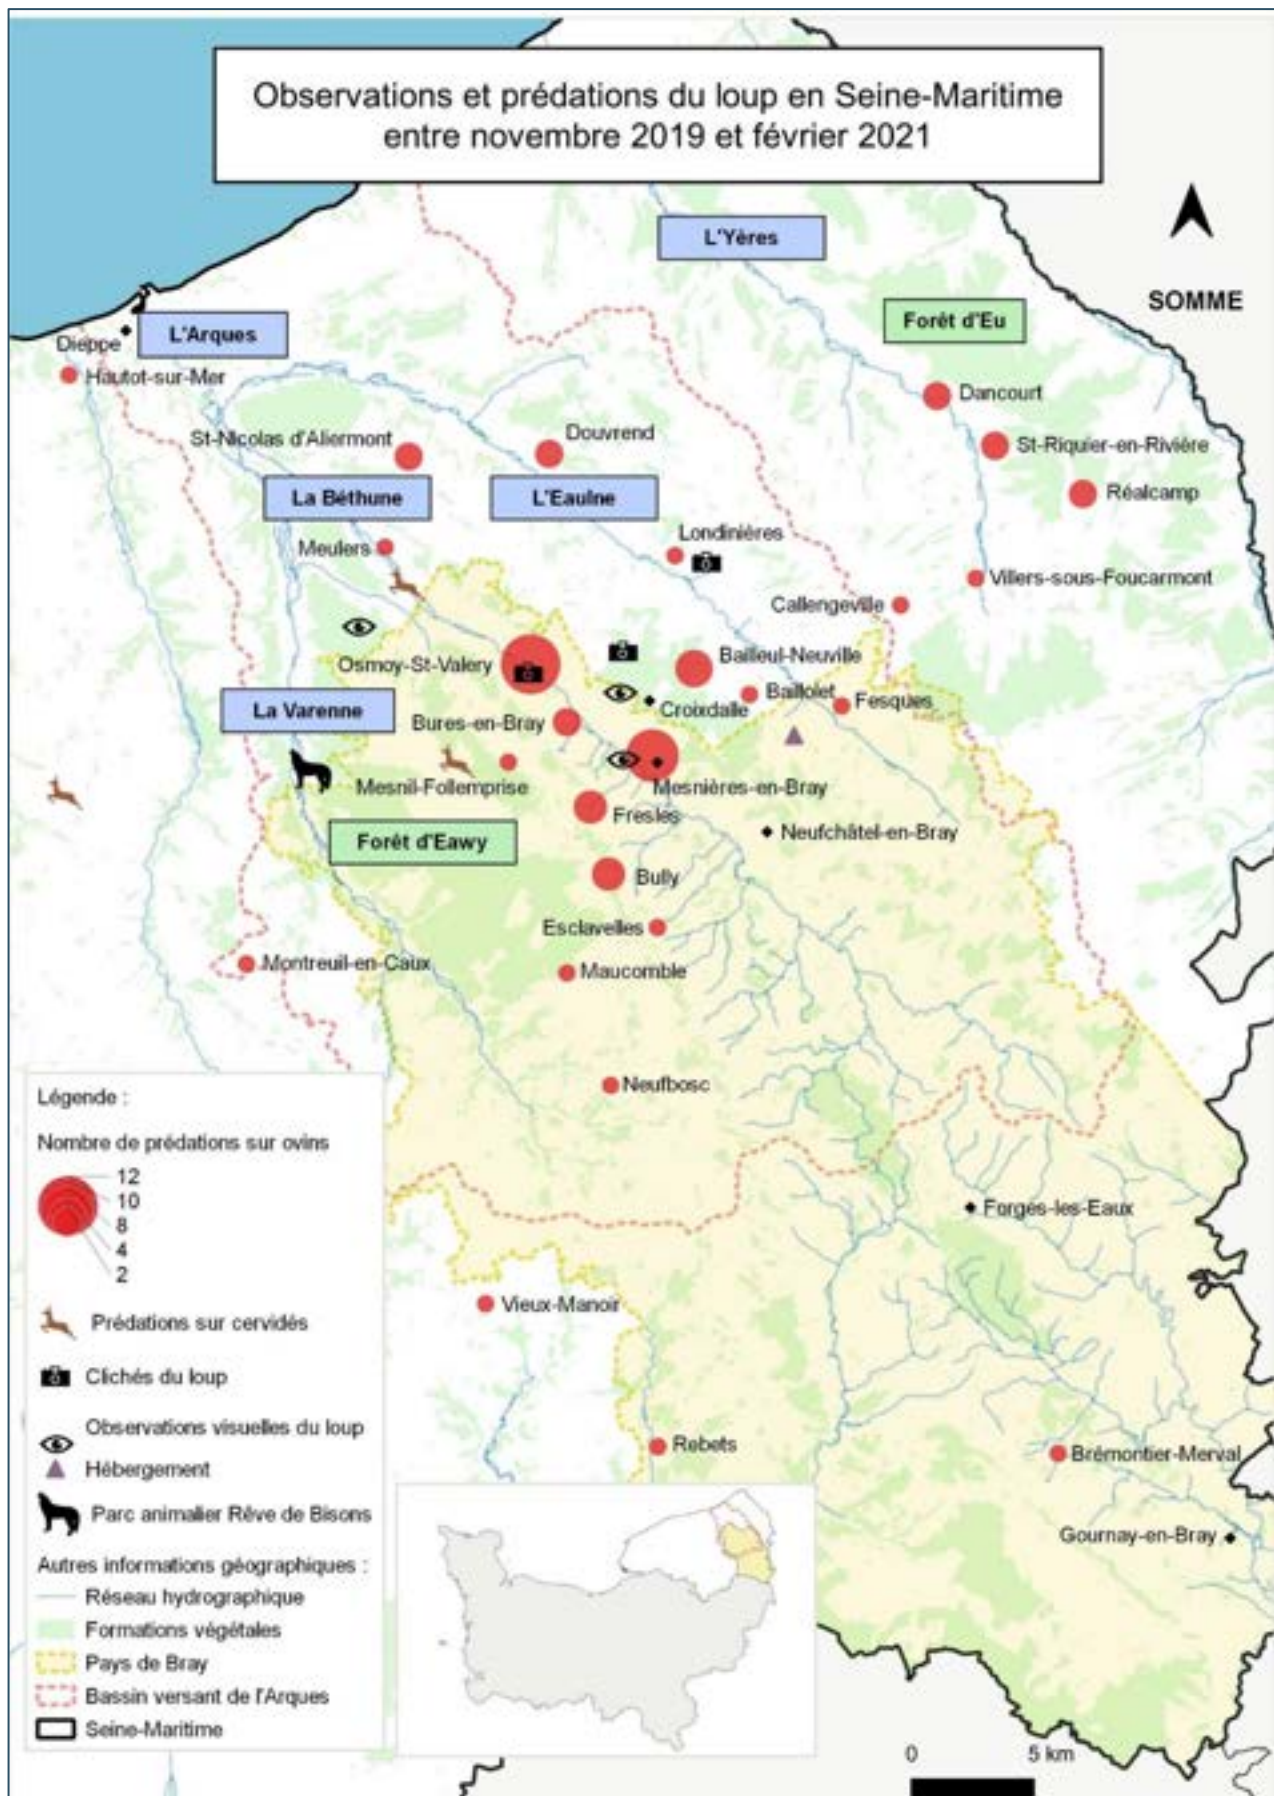 Observations et prédations du loup en Seine-Maritime
entre novembre 2019 et février 2021
L'Yères
SOMME
Forêt d'Eu
L'Arques
Dieppe
Hautot-sur-Mer
Dancourt
St-Nicolas d'Aliermont
Douvrend
St-Riquier-en-Rivière
La Béthune
L'Eaulne
Réalcamp
Londinières
Meulers
Villers-sous-Foucarmont
Callengeville
Osmoy-St-Valery
Bailleul-Neuville
Baillolet
Fesques
La Varenne
Croixdalle
Bures-en-Bray
Mesnil-Follemprise
Mesnières-en-Bray
Fresles
Neufchâtel-en-Bray
Forêt d'Eawy
Bully
Esclavelles
Montreuil-en-Caux
Maucomble
Neufbosc
Légende :
Nombre de prédations sur ovins
12
10
8
4
2
Forges-les-Eaux
Vieux-Manoir
Prédations sur cervidés
Clichés du loup
Observations visuelles du loup
Hébergement
Parc animalier Rêve de Bisons
Rebets
Brémontier-Merval
Gournay-en-Bray
Autres informations géographiques :
Réseau hydrographique
Formations végétales
Pays de Bray
Bassin versant de l'Arques
Seine-Maritime
0 5 km